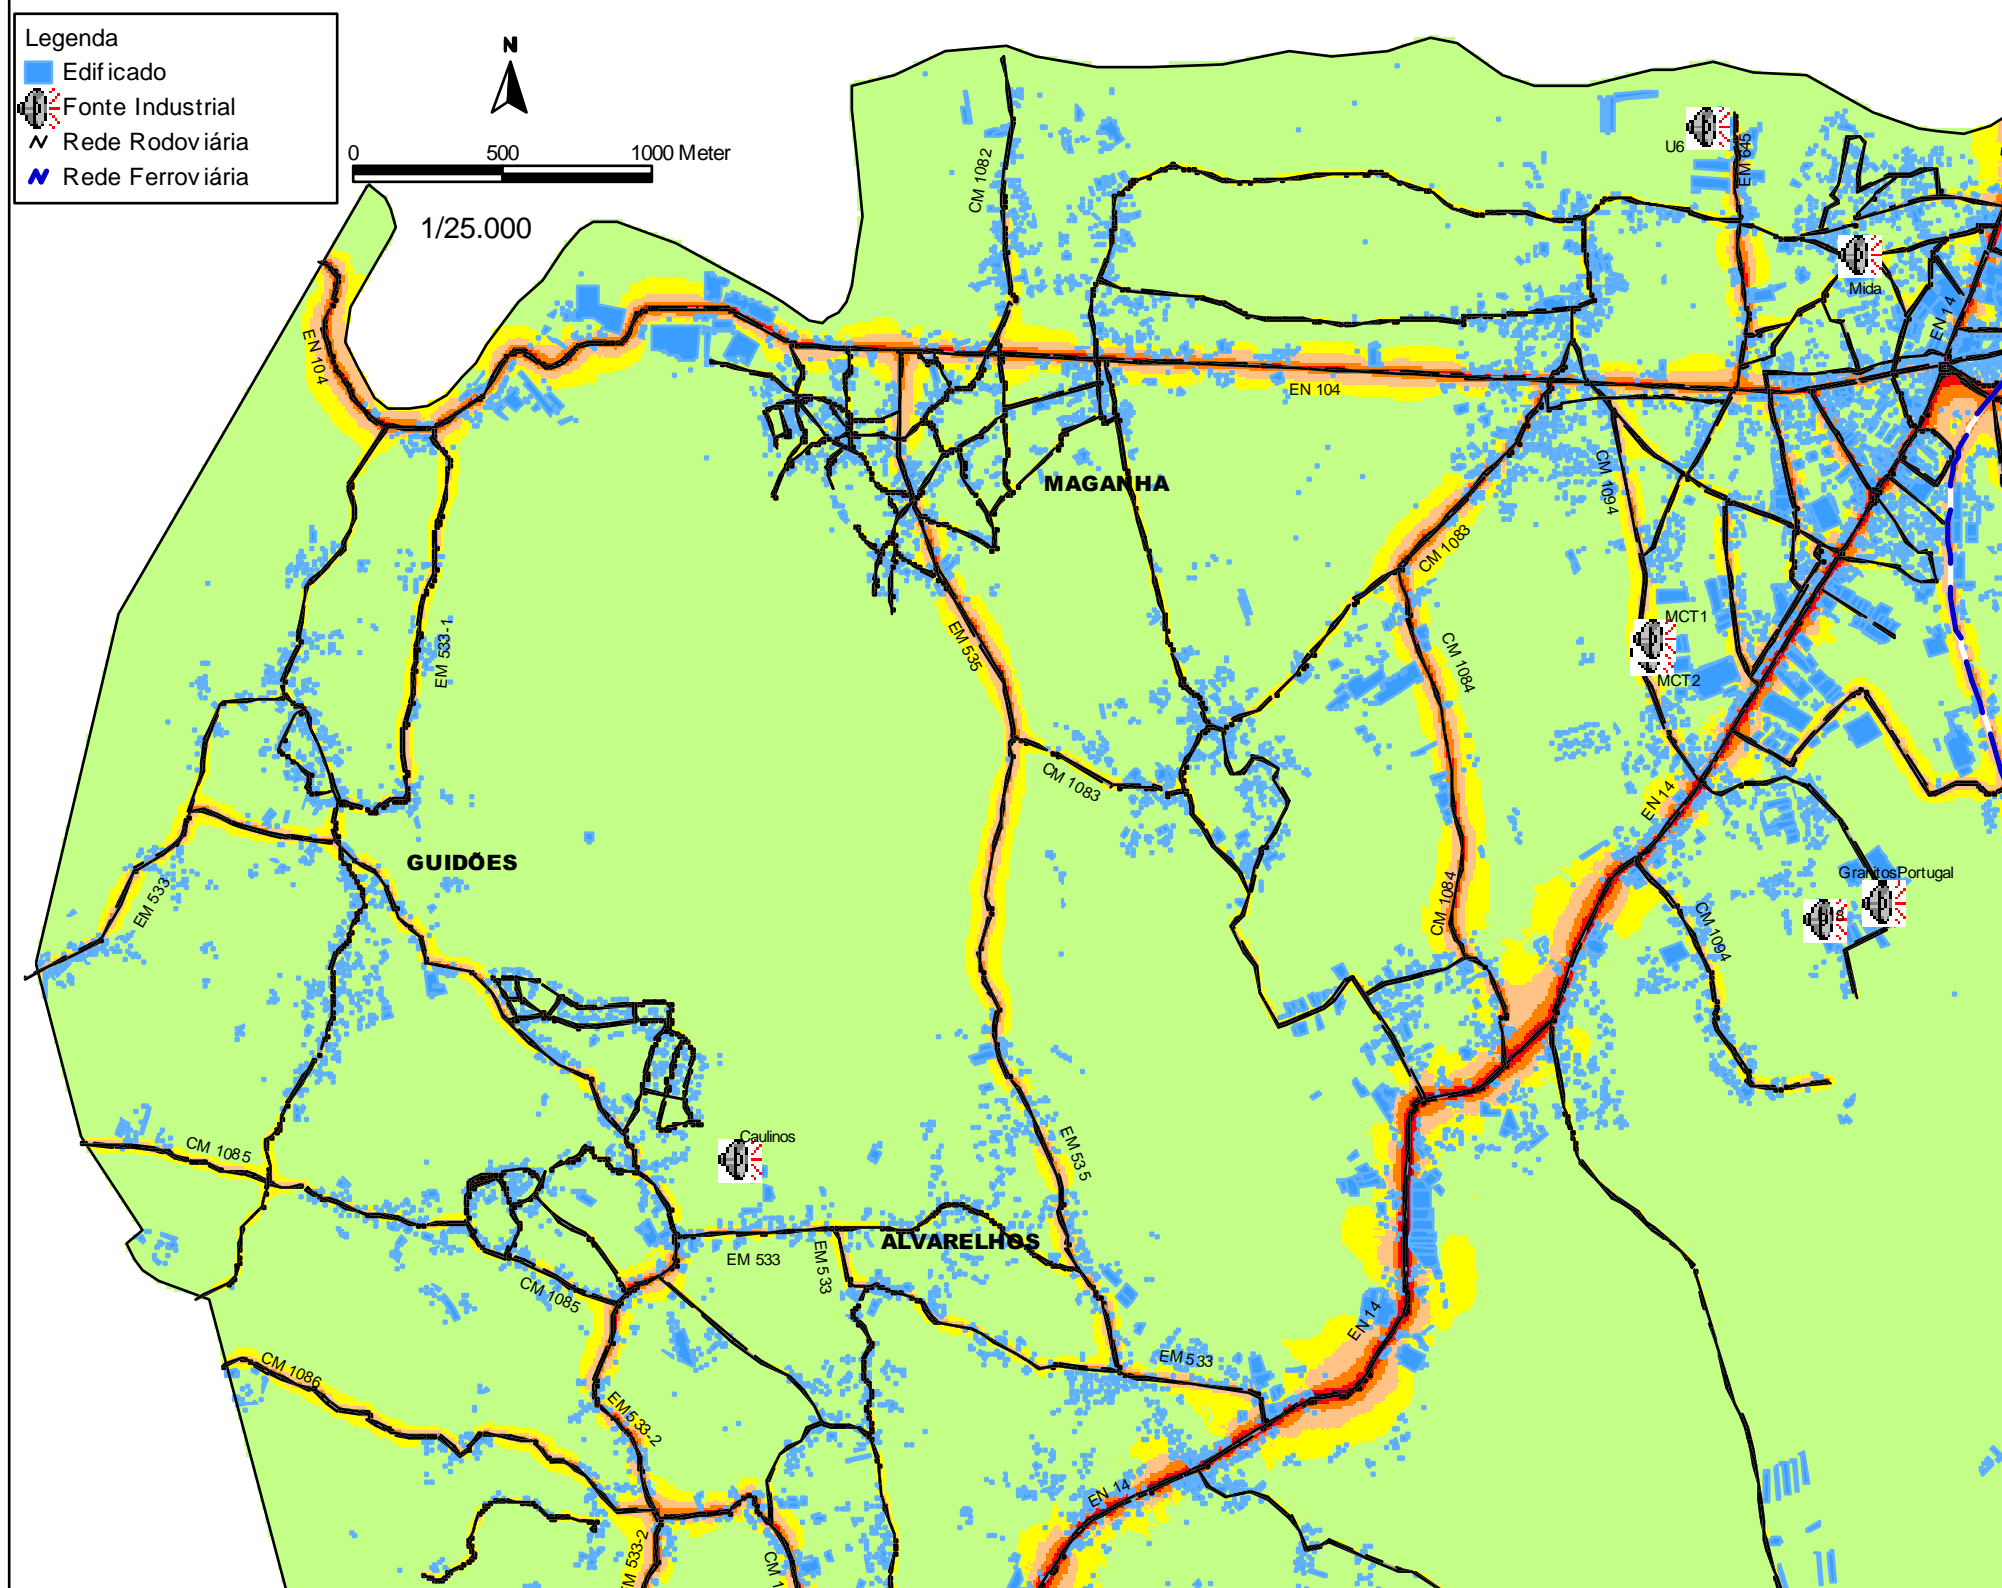 Legenda
Edificado
Fonte Industrial
Rede Rodoviária
Rede Ferroviária
N
0 500 1000 Meter
1/25.000
U6
EM 645
CM 1082
Mida
EN 14
EN 104
EN 104
MAGANHA
CM 1094
CM 1083
EM 533-1
EM 535
CM 1084
MCT1
MCT2
CM 1083
EN 14
GUIDÕES
EM 533
CM 1084
GranitosPortugal
18
CM 1094
Caulinos
CM 1085
EM 535
EM 533
EM 533
ALVARELHOS
CM 1085
EN 14
EM 533
CM 1086
EM 533-2
EN 14
533-2
CM 1